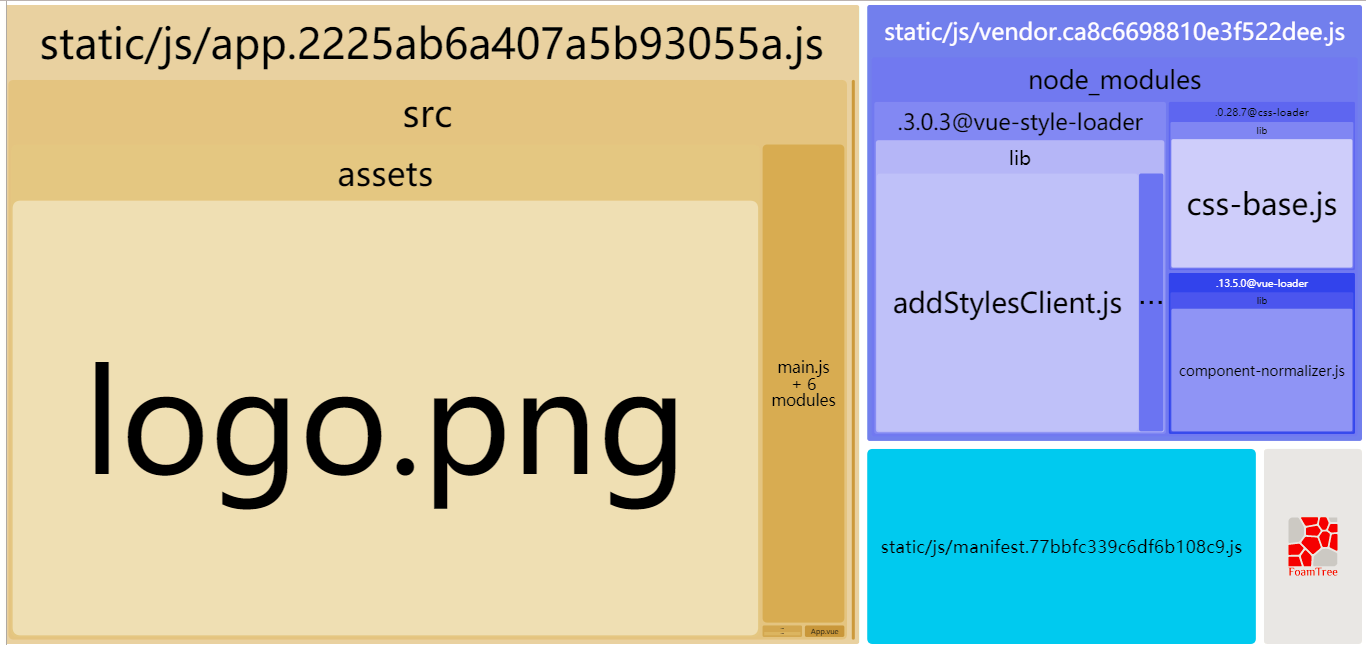 static/js/app.2225ab6a407a5b93055a.js
src
assets
logo.png
main.js
+ 6
modules
App.vue
static/js/vendor.ca8c6698810e3f522dee.js
node_modules
.3.0.3@vue-style-loader
lib
addStylesClient.js
...
.0.28.7@css-loader
lib
css-base.js
.13.5.0@vue-loader
lib
component-normalizer.js
static/js/manifest.77bbfc339c6df6b108c9.js
FoamTree